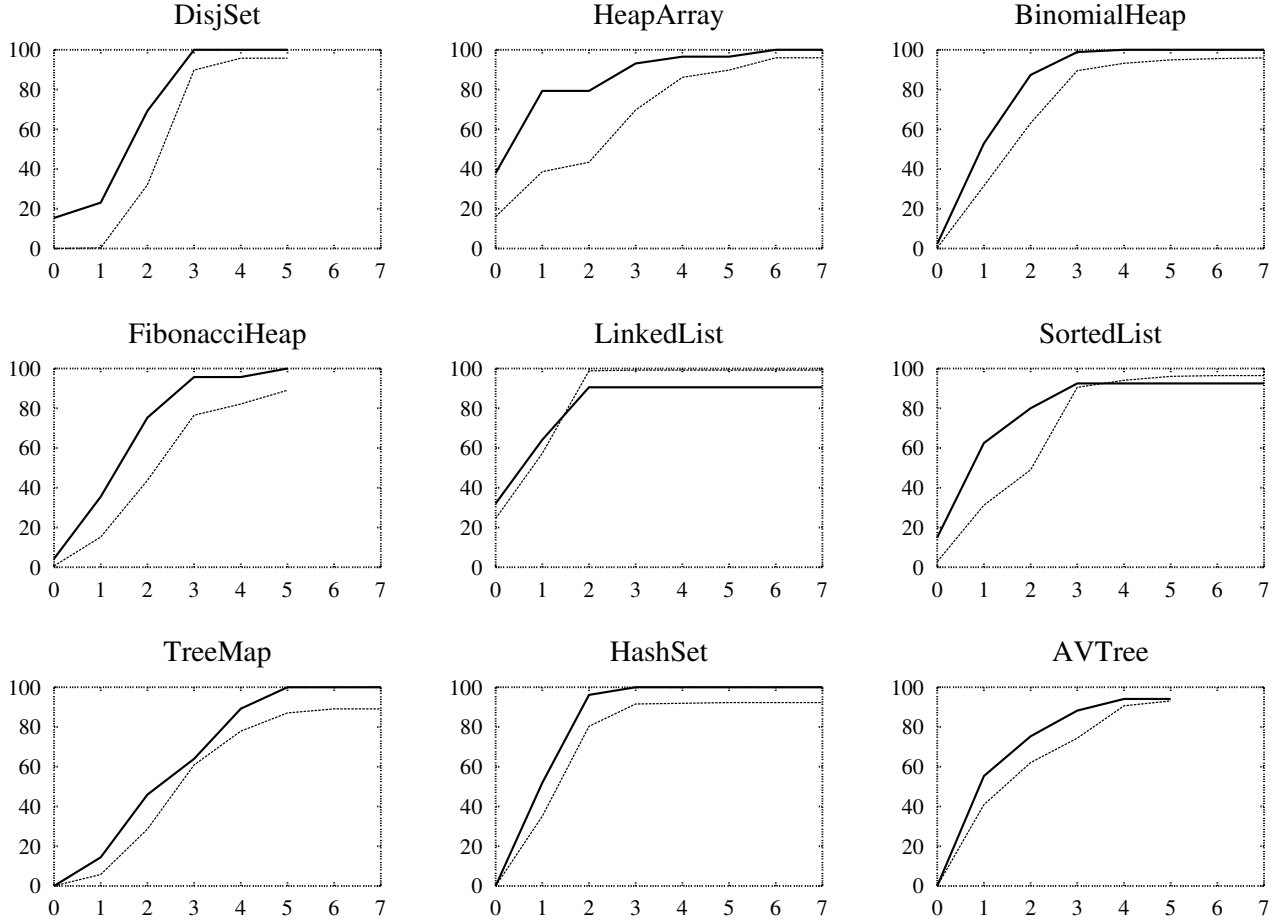 DisjSet HeapArray BinomialHeap
100 100 100
80 80 80
60 60 60
40 40 40
20 20 20
0 0 0
0 1 2 3 4 5 6 7 0 1 2 3 4 5 6 7 0 1 2 3 4 5 6 7
FibonacciHeap LinkedList SortedList
100 100 100
80 80 80
60 60 60
40 40 40
20 20 20
0 0 0
0 1 2 3 4 5 6 7 0 1 2 3 4 5 6 7 0 1 2 3 4 5 6 7
TreeMap HashSet AVTree
100 100 100
80 80 80
60 60 60
40 40 40
20 20 20
0 0 0
0 1 2 3 4 5 6 7 0 1 2 3 4 5 6 7 0 1 2 3 4 5 6 7